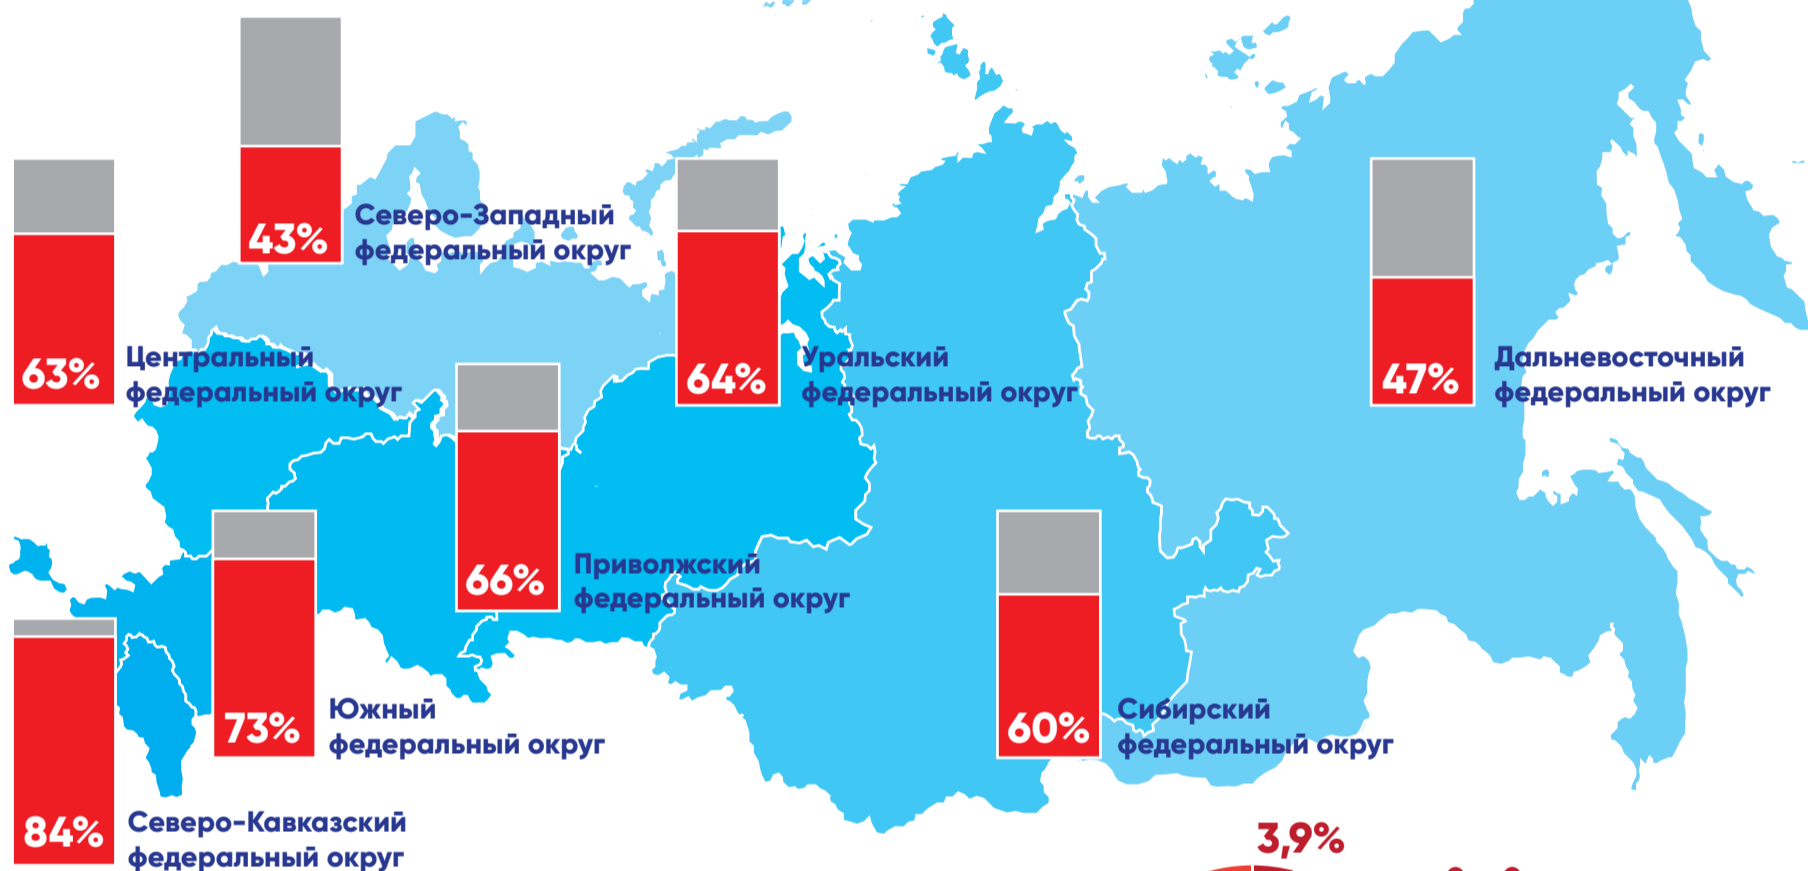 43%
Северо-Западный
федеральный округ
63%
Центральный
федеральный округ
64%
Уральский
федеральный округ
47%
Дальневосточный
федеральный округ
66%
Приволжский
федеральный округ
73%
Южный
федеральный округ
60%
Сибирский
федеральный округ
84%
Северо-Кавказский
федеральный округ
3,9%